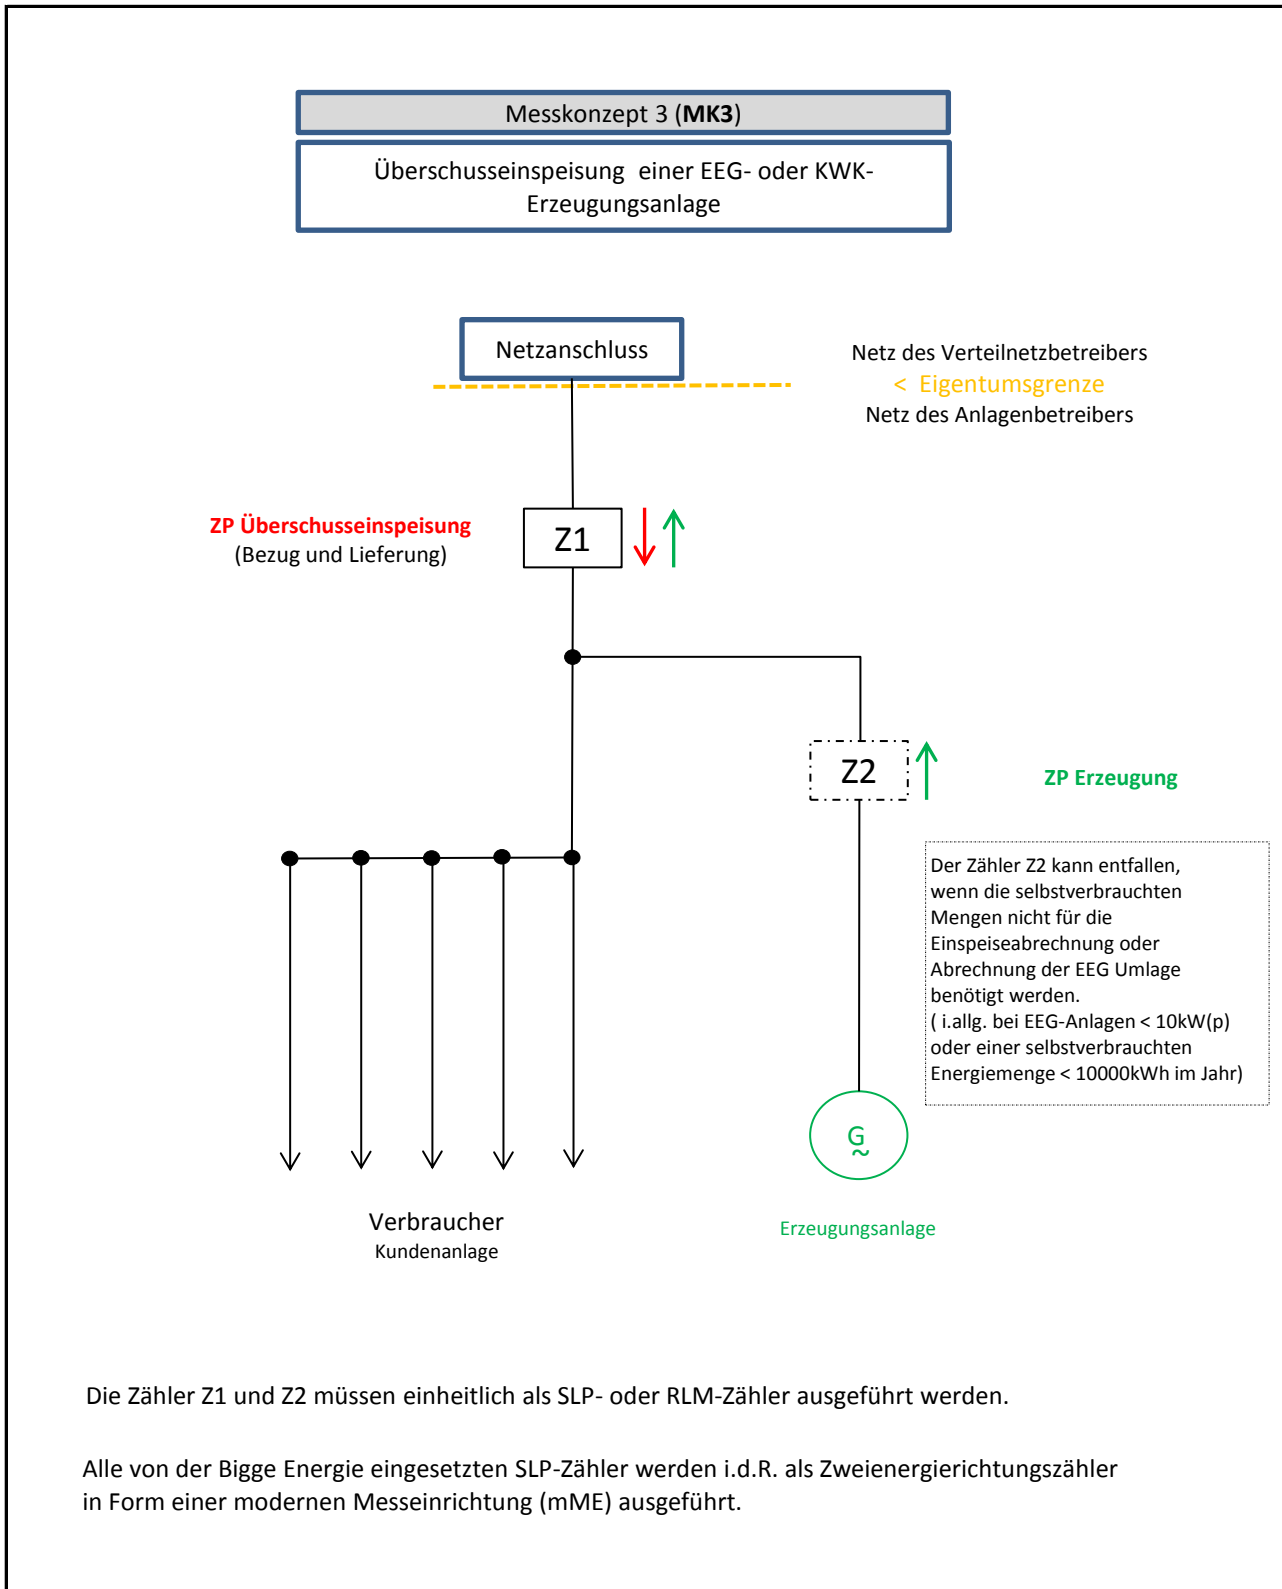 Messkonzept 3 (MK3)
Überschusseinspeisung einer EEG- oder KWK-
Erzeugungsanlage
Netzanschluss
Netz des Verteilnetzbetreibers
< Eigentumsgrenze
Netz des Anlagenbetreibers
ZP Überschusseinspeisung
(Bezug und Lieferung)
Z1
Z2
ZP Erzeugung
Der Zähler Z2 kann entfallen,
wenn die selbstverbrauchten
Mengen nicht für die
Einspeiseabrechnung oder
Abrechnung der EEG Umlage
benötigt werden.
( i.allg. bei EEG-Anlagen < 10kW(p)
oder einer selbstverbrauchten
Energiemenge < 10000kWh im Jahr)
G
~
Verbraucher
Kundenanlage
Erzeugungsanlage
Die Zähler Z1 und Z2 müssen einheitlich als SLP- oder RLM-Zähler ausgeführt werden.
Alle von der Bigge Energie eingesetzten SLP-Zähler werden i.d.R. als Zweienergierichtungszähler
in Form einer modernen Messeinrichtung (mME) ausgeführt.